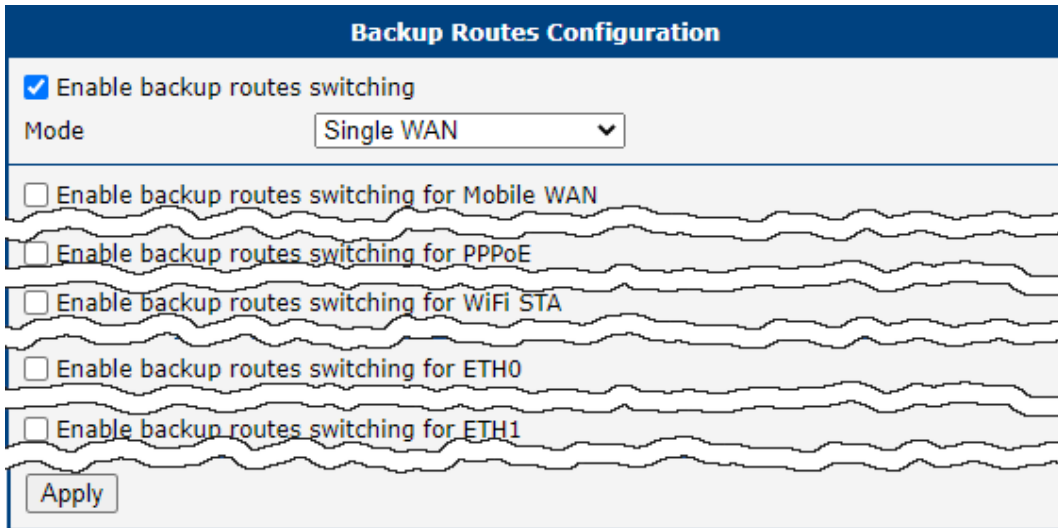 Backup Routes Configuration
Enable backup routes switching
Mode Single WAN
Enable backup routes switching for Mobile WAN
Enable backup routes switching for PPPoE
Enable backup routes switching for WiFi STA
Enable backup routes switching for ETH0
Enable backup routes switching for ETH1
Apply